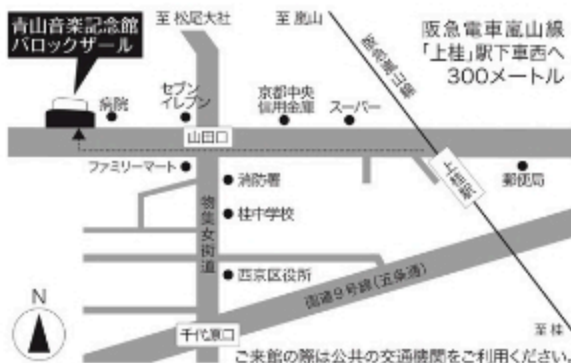 青山音楽記念館
バロックザール
至 松尾大社
至 嵐山
阪急嵐山線
阪急電車嵐山線
「上桂」駅下車西へ
300メートル
病院
セブン
イレブン
京都中央
信用金庫
スーパー
山田口
ファミリーマート
消防署
上桂駅
郵便局
物集女街道
桂中学校
西京区役所
国道9号線(五条通)
N
千代原口
至 桂
ご来館の際は公共の交通機関をご利用ください。